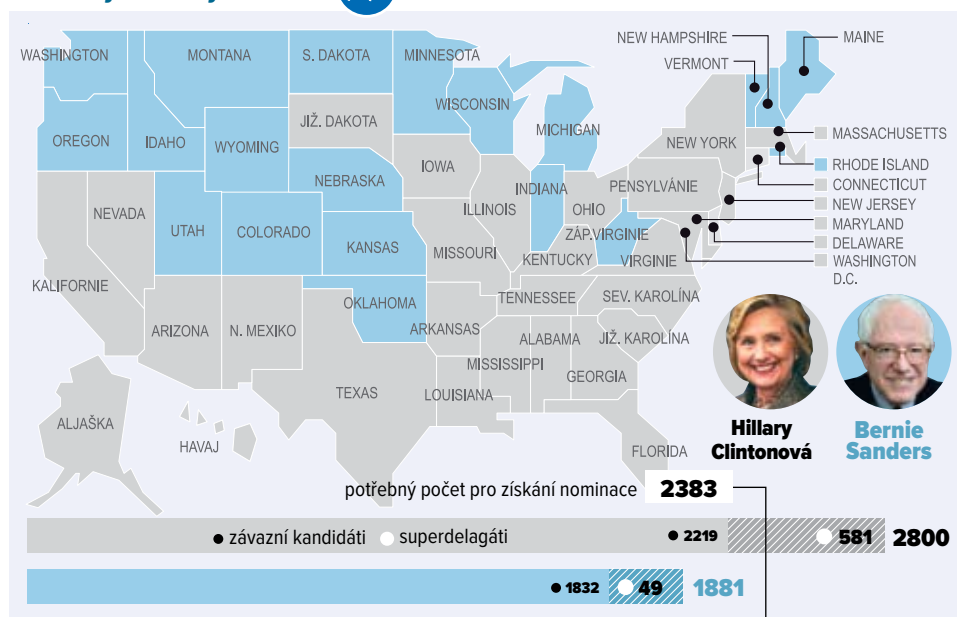 WASHINGTON
MONTANA
S. DAKOTA
MINNESOTA
NEW HAMPSHIRE
MAINE
VERMONT
OREGON
IDAHO
WYOMING
JIŽ. DAKOTA
WISCONSIN
MICHIGAN
NEW YORK
MASSACHUSETTS
RHODE ISLAND
CONNECTICUT
NEW JERSEY
MARYLAND
DELAWARE
WASHINGTON
D.C.
NEVADA
UTAH
COLORADO
NEBRASKA
KANSAS
IOWA
ILLINOIS
INDIANA
OHIO
PENSYLVÁNIE
ZÁP.VIRGINIE
VIRGINIE
KENTUCKY
MISSOURI
KALIFORNIE
ARIZONA
N. MEXIKO
OKLAHOMA
ARKANSAS
TENNESSEE
SEV. KAROLÍNA
JIŽ. KAROLÍNA
ALABAMA
MISSISSIPPI
GEORGIA
TEXAS
LOUISIANA
FLORIDA
ALJAŠKA
HAVAJ
Hillary
Clintonová
Bernie
Sanders
potřebný počet pro získání nominace 2383
závazní kandidáti superdelagáti 2219 581 2800
1832 49 1881